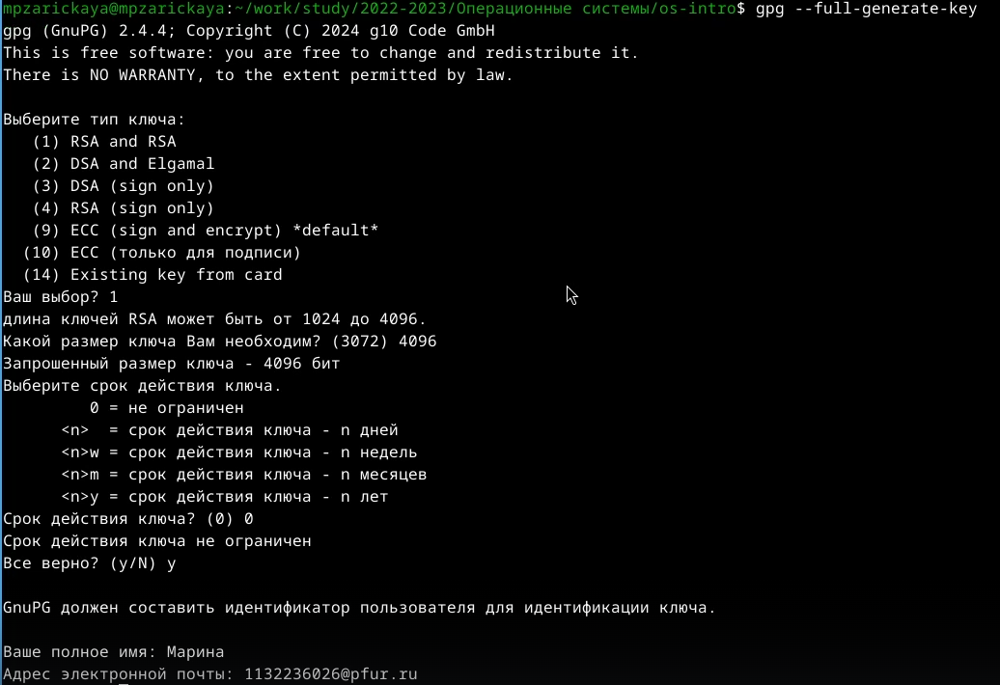 mpzarickaya@mpzarickaya:~/work/study/2022-2023/Операционные системы/os-intro$ gpg --full-generate-key
gpg (GnuPG) 2.4.4; Copyright (C) 2024 g10 Code GmbH
This is free software: you are free to change and redistribute it.
There is NO WARRANTY, to the extent permitted by law.

Выберите тип ключа:
   (1) RSA and RSA
   (2) DSA and Elgamal
   (3) DSA (sign only)
   (4) RSA (sign only)
   (9) ECC (sign and encrypt) *default*
  (10) ECC (только для подписи)
  (14) Existing key from card
Ваш выбор? 1
длина ключей RSA может быть от 1024 до 4096.
Какой размер ключа Вам необходим? (3072) 4096
Запрошенный размер ключа - 4096 бит
Выберите срок действия ключа.
         0 = не ограничен
      <n>  = срок действия ключа - n дней
      <n>w = срок действия ключа - n недель
      <n>m = срок действия ключа - n месяцев
      <n>y = срок действия ключа - n лет
Срок действия ключа? (0) 0
Срок действия ключа не ограничен
Все верно? (y/N) y

GnuPG должен составить идентификатор пользователя для идентификации ключа.

Ваше полное имя: Марина
Адрес электронной почты: 1132236026@pfur.ru